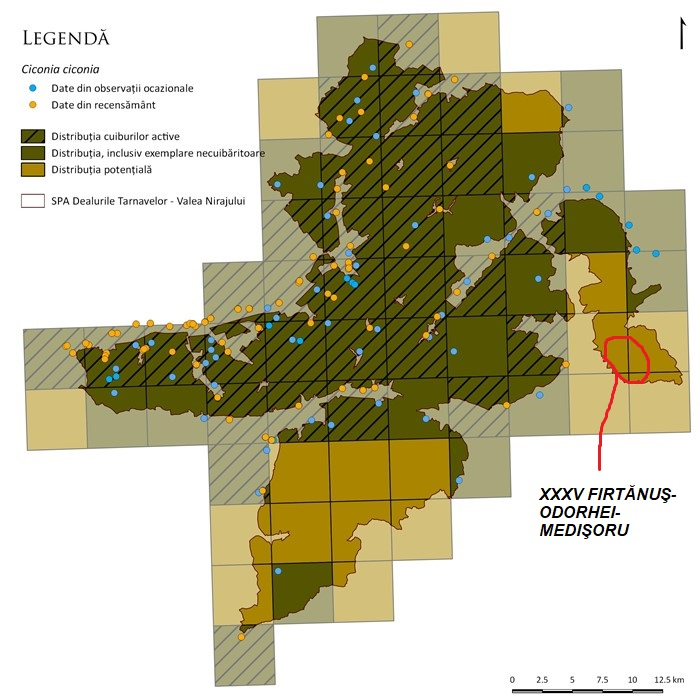 LEGENDĂ
Ciconia ciconia
Date din observații ocazionale
Date din recensământ
Distribuția cuiburilor active
Distribuția, inclusiv exemplare necuibăritoare
Distribuția potențială
SPA Dealurile Tarnavelor - Valea Nirajului
XXXV FIRTĂNUŞ-
ODORHEI-
MEDIŞORU
0 2.5 5 7.5 10 12.5 km